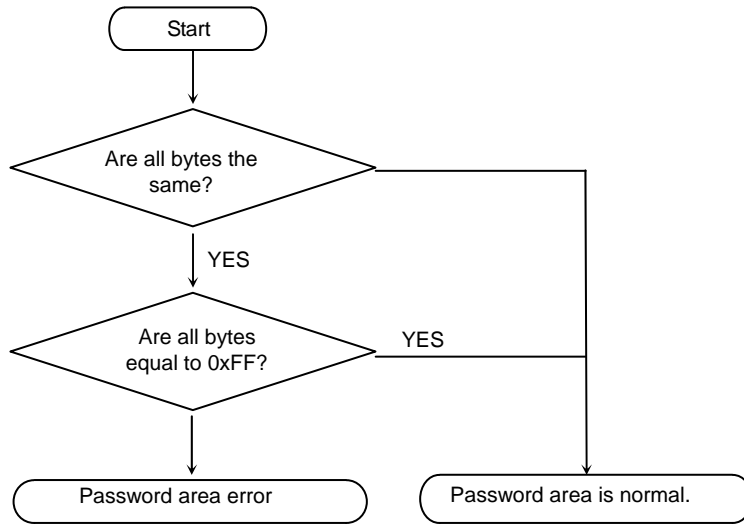 Start
Are all bytes the
same?
YES
Are all bytes
equal to 0xFF?
YES
Password area error
Password area is normal.